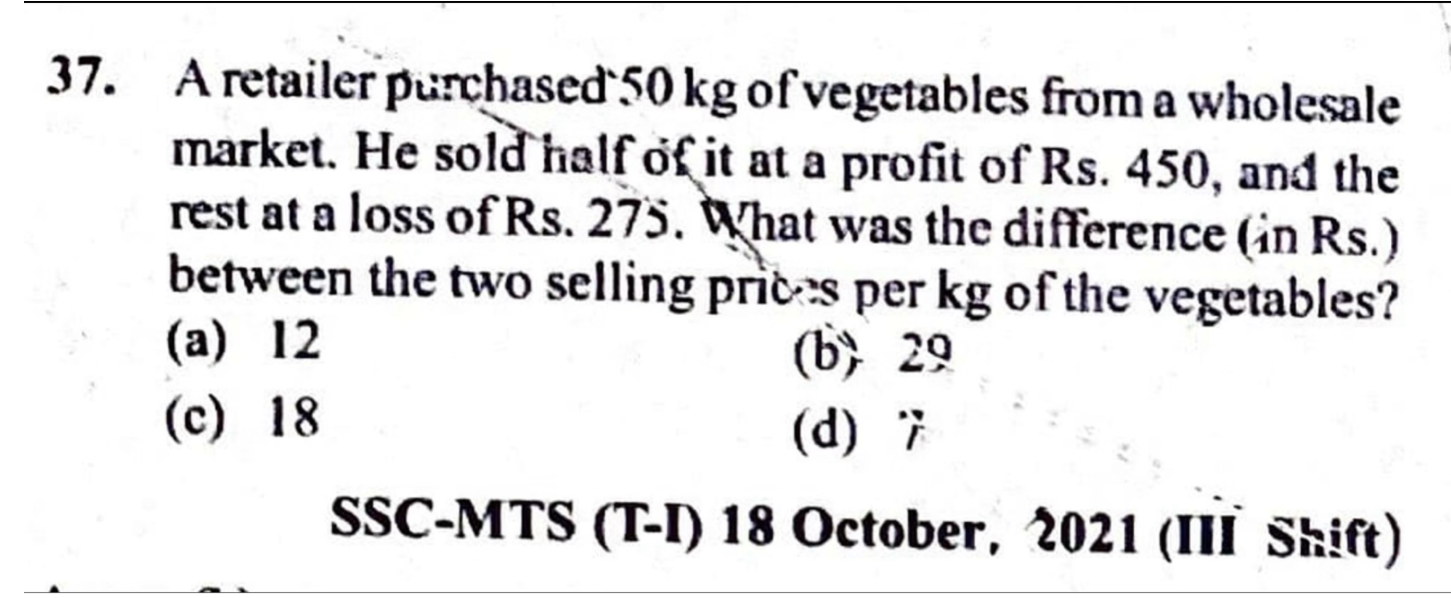 37. A retailer purchased 50 kg of vegetables from a wholesale
market. He sold half of it at a profit of Rs. 450, and the
rest at a loss of Rs. 275. What was the difference (in Rs.)
between the two selling prices per kg of the vegetables?
(a) 12 (b) 29
(c) 18 (d) 7
SSC-MTS (T-I) 18 October, 2021 (III Shift)